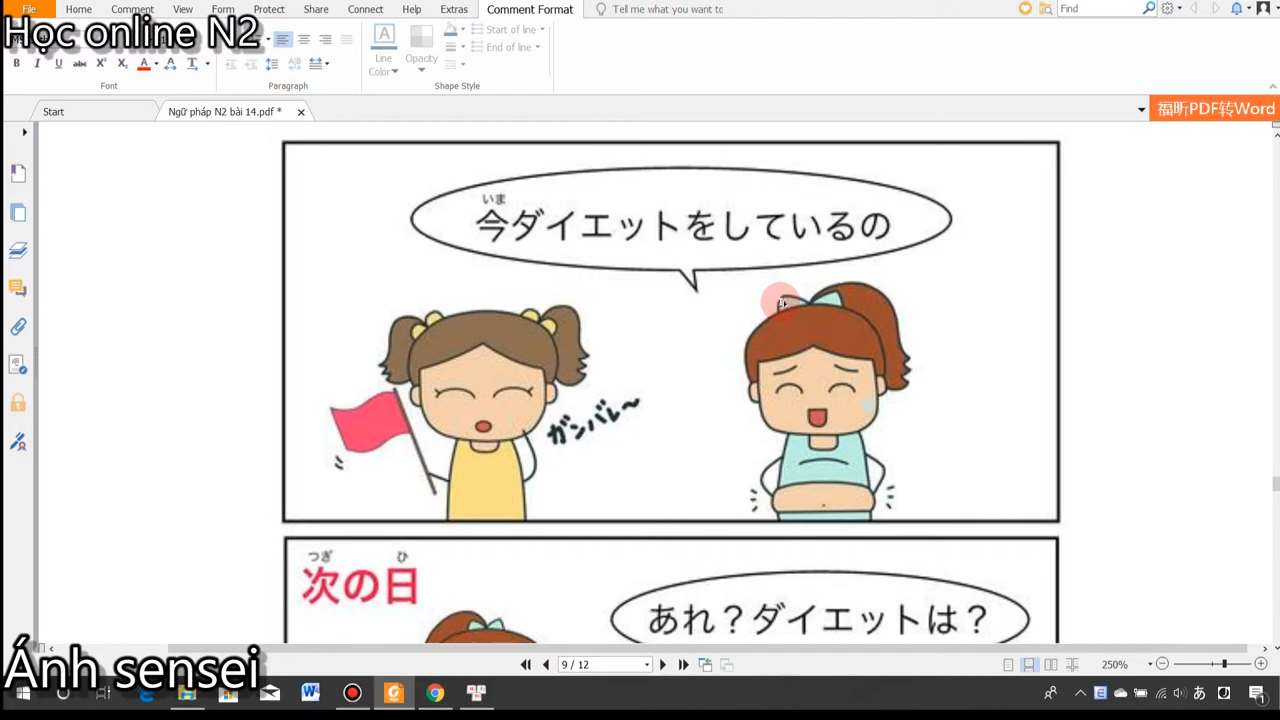 File Home Comment View Form Protect Share Connect Help Extras Comment Format Tell me what you want to Find
Học online N2
Line Color
Opacity
Start of line
End of line
Font Paragraph Shape Style
Start
Ngữ pháp N2 bài 14.pdf *
福昕PDF转Word
いま
今ダイエットをしているの
ガンバレ〜
つぎ ひ
次の日
あれ？ダイエットは？
9 / 12
250%
Ánh sensei